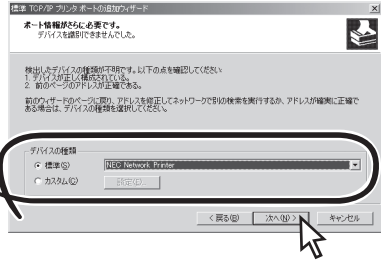 標準 TCP/IP プリンタ ポートの追加ウィザード
ポート情報がさらに必要です。
デバイスを識別できませんでした。
検出したデバイスの種類が不明です。以下の点を確認してください:
1. デバイスが正しく構成されている。
2. 前のページのアドレスが正確である。
前のウィザードのページに戻り、アドレスを修正してネットワークで別の検索を実行するか、アドレスが確実に正確で
ある場合は、デバイスの種類を選択してください。
デバイスの種類
標準(S) NEC Network Printer
カスタム(C) 設定(E)...
< 戻る(B) 次へ(N) > キャンセル